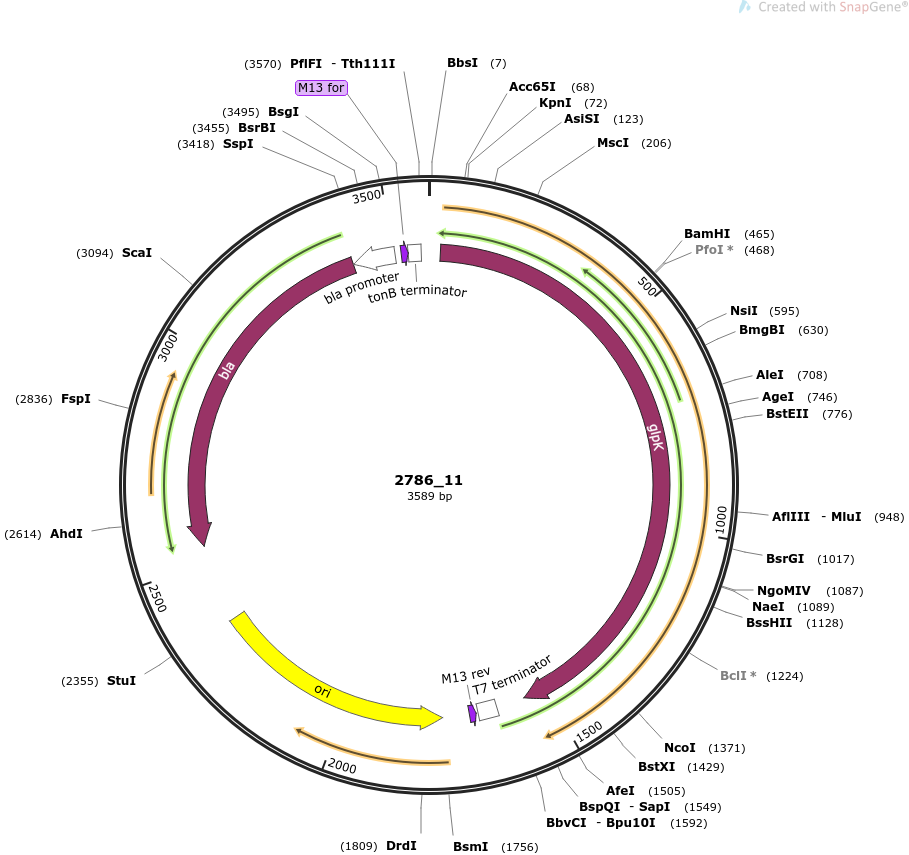 Created with SnapGene®
(3570) PflFI - Tth111I
BbsI (7)
M13 for
Acc65I (68)
KpnI (72)
(3495) BsgI
AsiSI (123)
(3455) BsrBI
(3418) SspI
MscI (206)
3500
BamHI (465)
PfoI * (468)
(3094) ScaI
bla promoter
tonB terminator
500
NsiI (595)
BmgBI (630)
3000
bla
AleI (708)
(2836) FspI
AgeI (746)
BstEII (776)
glpK
2786_11
3589 bp
AflIII - MluI (948)
1000
(2614) AhdI
BsrGI (1017)
2500
NgoMIV (1087)
NaeI (1089)
BssHII (1128)
(2355) StuI
M13 rev
T7 terminator
BclI * (1224)
ori
1500
NcoI (1371)
2000
BstXI (1429)
AfeI (1505)
BspQI - SapI (1549)
BbvCI - Bpu10I (1592)
(1809) DrdI
BsmI (1756)